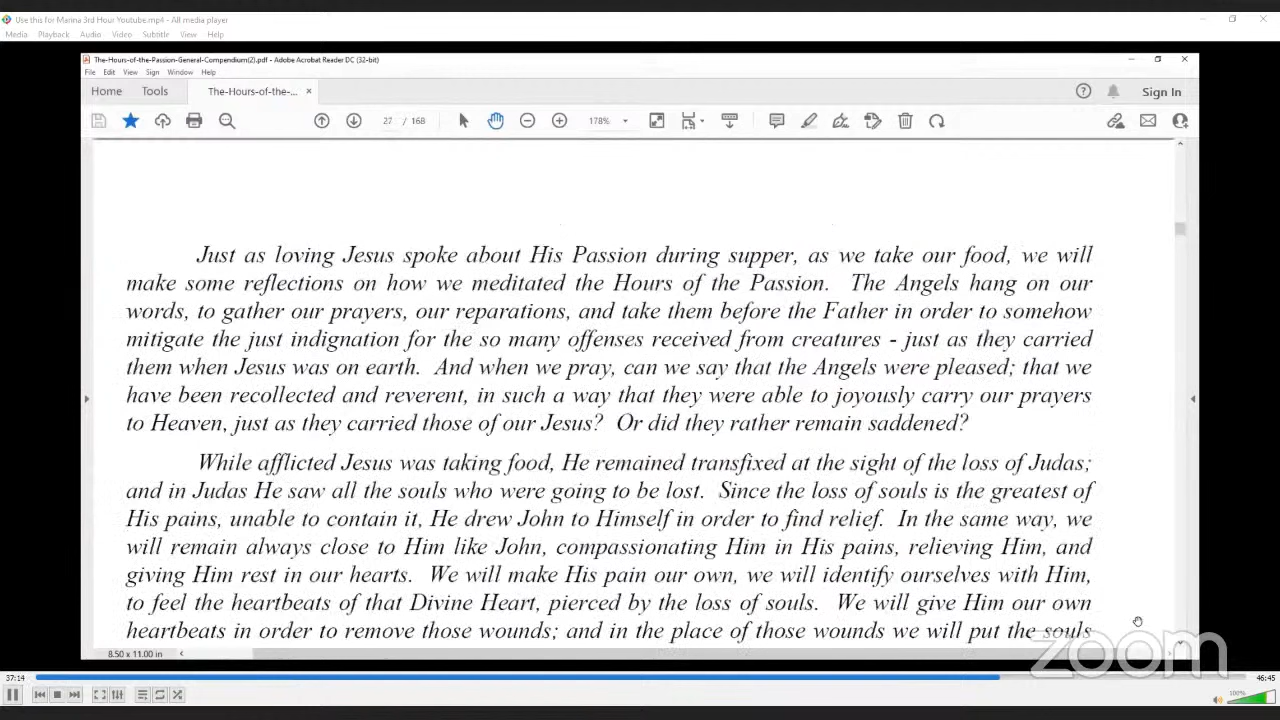 Use this for Marina 3rd Hour Youtube.mp4 - All media player
Media Playback Audio Video Subtitle View Help
The-Hours-of-the-Passion-General-Compendium(2).pdf - Adobe Acrobat Reader DC (32-bit)
File Edit View Sign Window Help
Home Tools The-Hours-of-the-... × Sign In
27 / 168 178%
Just as loving Jesus spoke about His Passion during supper, as we take our food, we will
make some reflections on how we meditated the Hours of the Passion. The Angels hang on our
words, to gather our prayers, our reparations, and take them before the Father in order to somehow
mitigate the just indignation for the so many offenses received from creatures - just as they carried
them when Jesus was on earth. And when we pray, can we say that the Angels were pleased; that we
have been recollected and reverent, in such a way that they were able to joyously carry our prayers
to Heaven, just as they carried those of our Jesus? Or did they rather remain saddened?
While afflicted Jesus was taking food, He remained transfixed at the sight of the loss of Judas;
and in Judas He saw all the souls who were going to be lost. Since the loss of souls is the greatest of
His pains, unable to contain it, He drew John to Himself in order to find relief. In the same way, we
will remain always close to Him like John, compassionating Him in His pains, relieving Him, and
giving Him rest in our hearts. We will make His pain our own, we will identify ourselves with Him,
to feel the heartbeats of that Divine Heart, pierced by the loss of souls. We will give Him our own
heartbeats in order to remove those wounds; and in the place of those wounds we will put the souls
8.50 x 11.00 in
zoom
37:14 46:45
100%